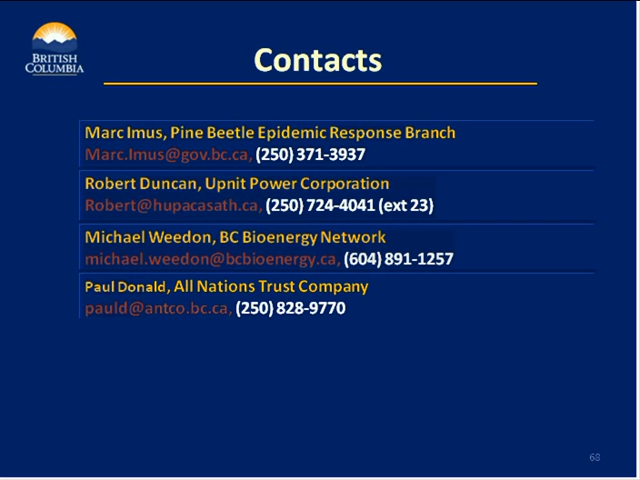 BRITISH
COLUMBIA
Contacts
Marc Imus, Pine Beetle Epidemic Response Branch
Marc.Imus@gov.bc.ca, (250) 371-3937
Robert Duncan, Upnit Power Corporation
Robert@hupacasath.ca, (250) 724-4041 (ext 23)
Michael Weedon, BC Bioenergy Network
michael.weedon@bcbioenergy.ca, (604) 891-1257
Paul Donald, All Nations Trust Company
pauld@antco.bc.ca, (250) 828-9770
68